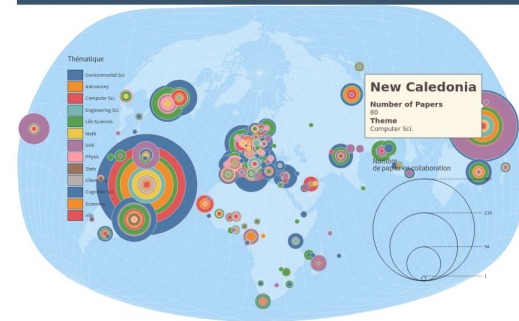 Thématique
Environmental Sci.
Astronomy
Computer Sci.
Engineering Sci.
Life Sciences
Math
SHS
Physic
Stats
Cognitive Sci.
Economy
New Caledonia
Number of Papers
80
Theme
Computer Sci.
Nombre
de papier en collaboration
54
1